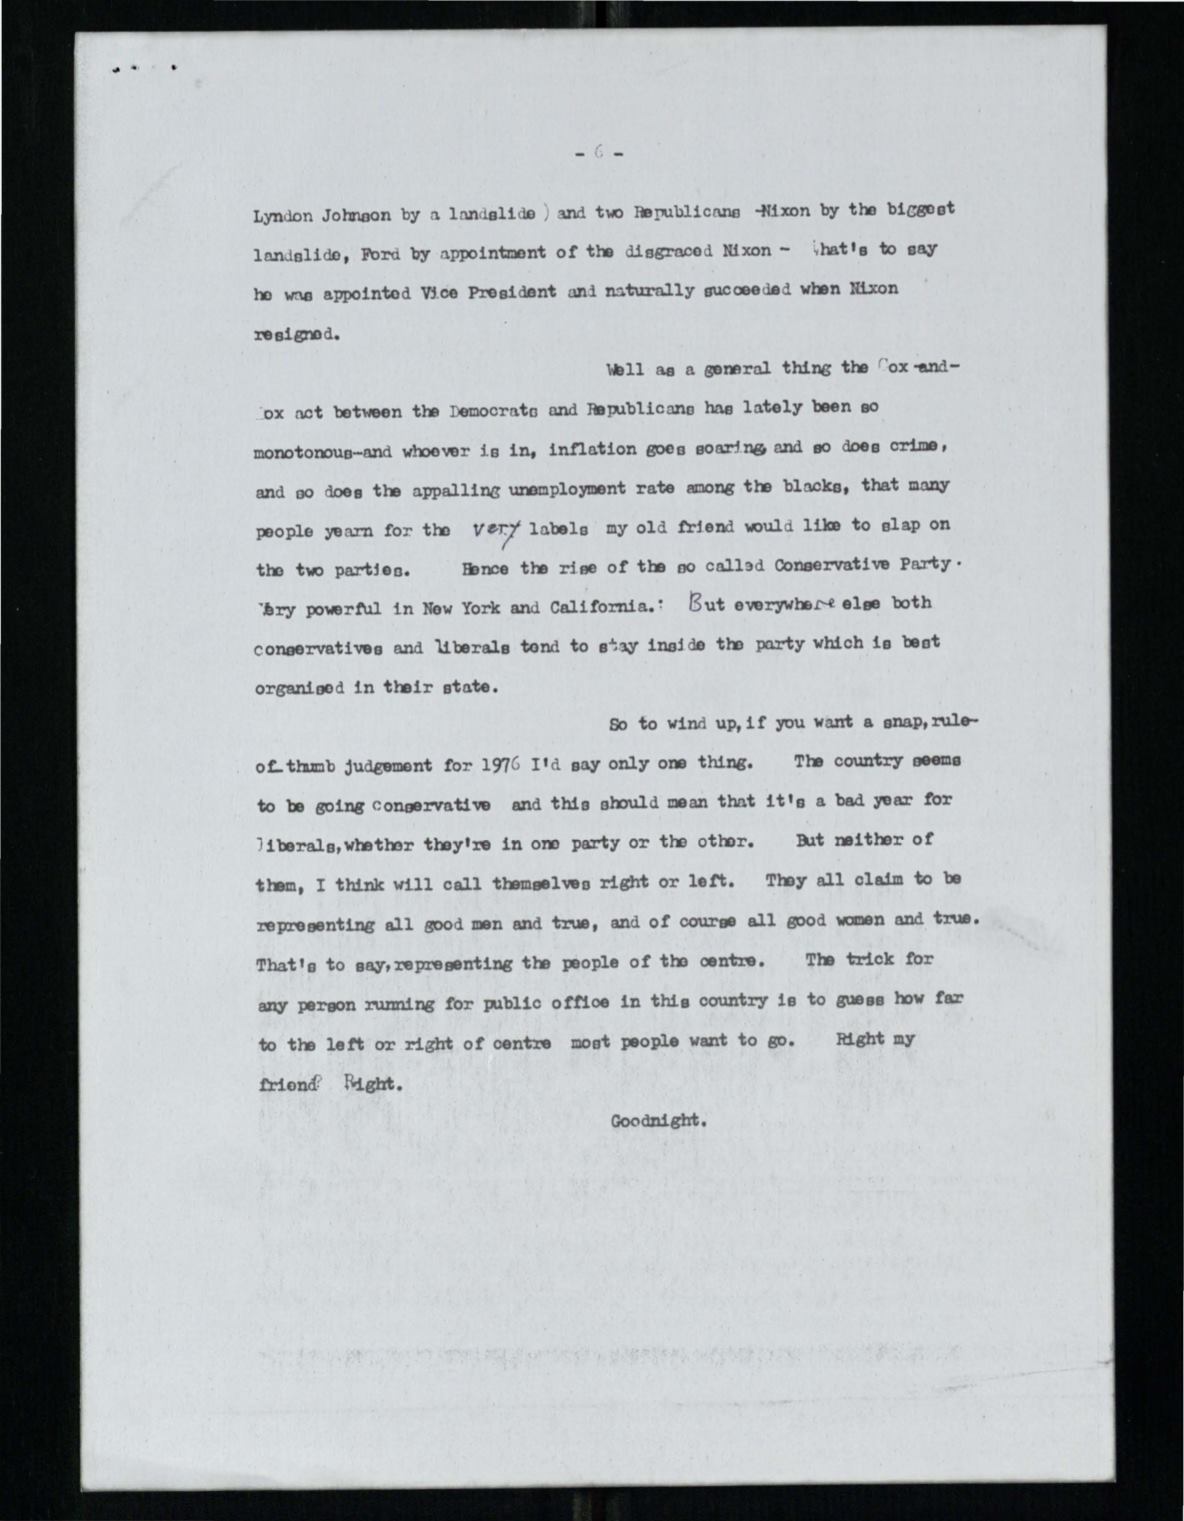 - 6 -
Lyndon Johnson by a landslide ) and two Republicans -Nixon by the biggest
landslide, Ford by appointment of the disgraced Nixon - that's to say
he was appointed Vice President and naturally succeeded when Nixon
resigned.
Well as a general thing the Cox-and-
ox act between the Democrats and Republicans has lately been so
monotonous--and whoever is in, inflation goes soaring, and so does crime,
and so does the appalling unemployment rate among the blacks, that many
people yearn for the very labels my old friend would like to slap on
the two parties. Hence the rise of the so called Conservative Party.
Very powerful in New York and California.: But everywhere else both
conservatives and liberals tend to stay inside the party which is best
organised in their state.
So to wind up, if you want a snap, rule-
of-thumb judgement for 1976 I'd say only one thing. The country seems
to be going conservative and this should mean that it's a bad year for
liberals, whether they're in one party or the other. But neither of
them, I think will call themselves right or left. They all claim to be
representing all good men and true, and of course all good women and true.
That's to say, representing the people of the centre. The trick for
any person running for public office in this country is to guess how far
to the left or right of centre most people want to go. Right my
friend? Right.
Goodnight.